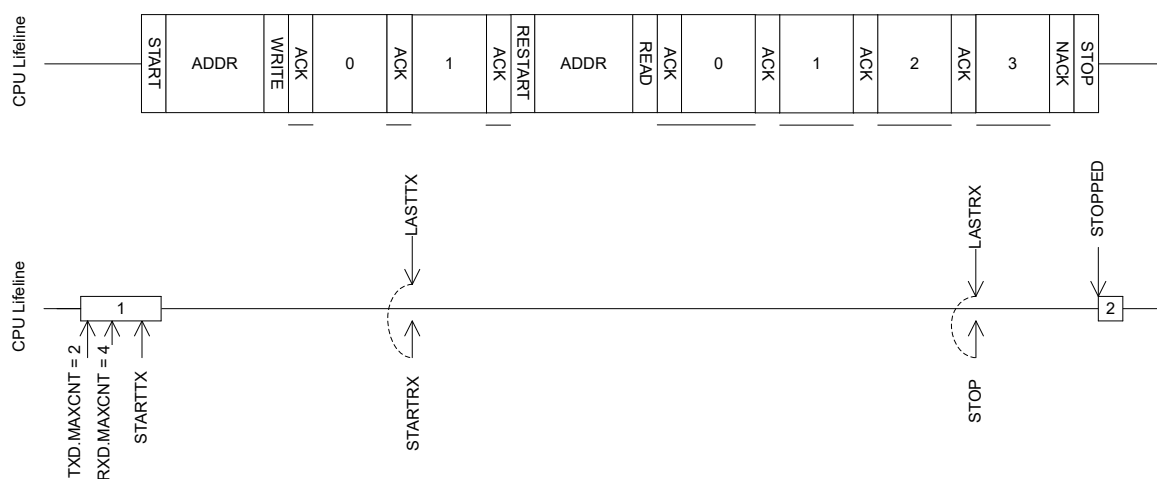 CPU Lifeline
START
ADDR
WRITE
ACK
0
ACK
1
ACK
RESTART
ADDR
READ
ACK
0
ACK
1
ACK
2
ACK
3
NACK
STOP
CPU Lifeline
1
TXD.MAXCNT = 2
RXD.MAXCNT = 4
STARTTX
LASTTX
STARTRX
LASTRX
STOP
STOPPED
2